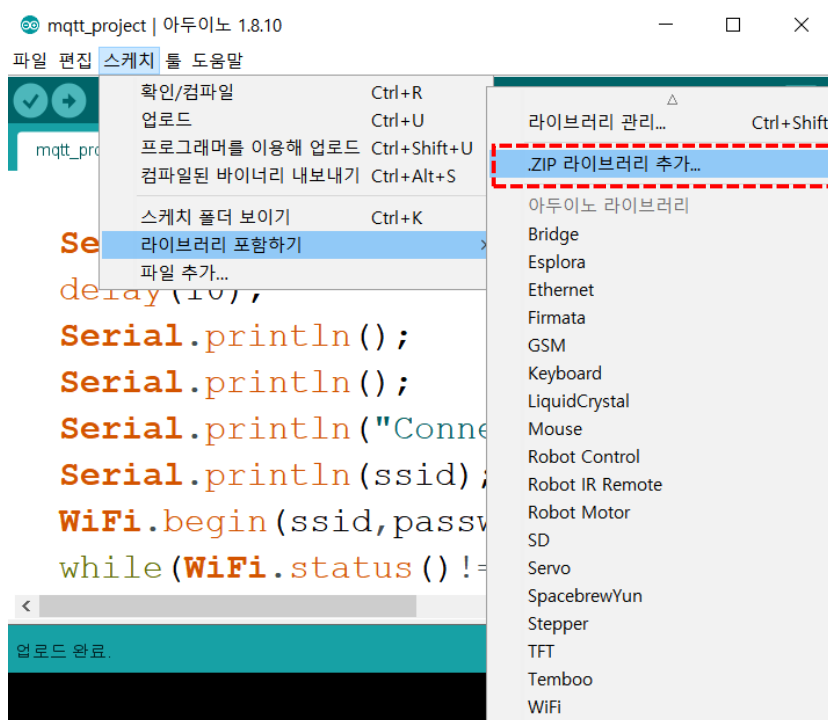 mqtt_project | 아두이노 1.8.10
파일 편집 스케치 툴 도움말
확인/컴파일 Ctrl+R
업로드 Ctrl+U
프로그래머를 이용해 업로드 Ctrl+Shift+U
컴파일된 바이너리 내보내기 Ctrl+Alt+S
스케치 폴더 보이기 Ctrl+K
라이브러리 포함하기
파일 추가...
라이브러리 관리... Ctrl+Shift
.ZIP 라이브러리 추가...
아두이노 라이브러리
Bridge
Esplora
Ethernet
Firmata
GSM
Keyboard
LiquidCrystal
Mouse
Robot Control
Robot IR Remote
Robot Motor
SD
Servo
SpacebrewYun
Stepper
TFT
Temboo
WiFi
mqtt_pro
Se
delay(10);
Serial.println();
Serial.println();
Serial.println("Conne
Serial.println(ssid);
WiFi.begin(ssid,passw
while(WiFi.status()!=
업로드 완료.